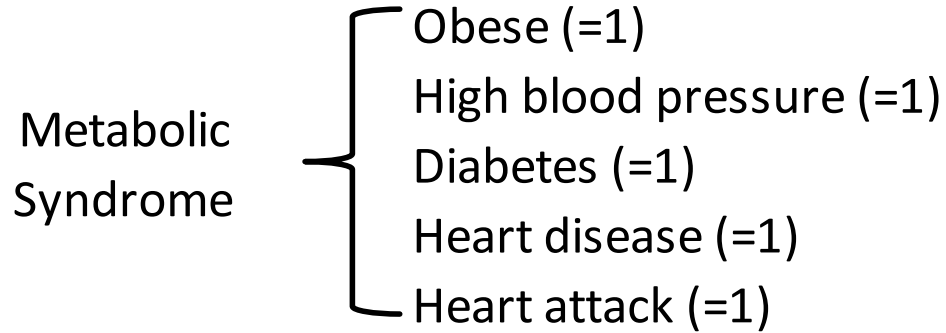 Metabolic
Syndrome
Obese (=1)
High blood pressure (=1)
Diabetes (=1)
Heart disease (=1)
Heart attack (=1)